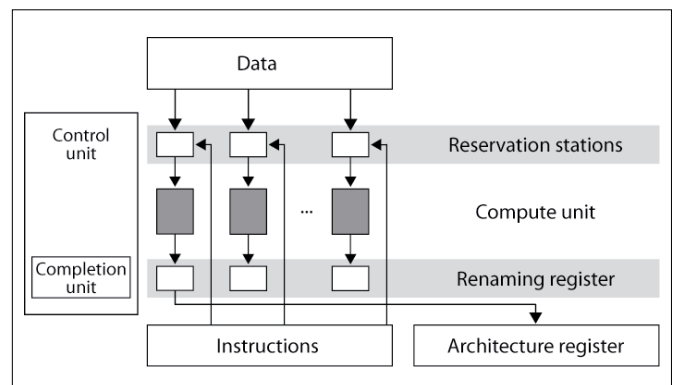 Data
Control
unit
Reservation stations
...
Compute unit
Completion
unit
Renaming register
Instructions
Architecture register